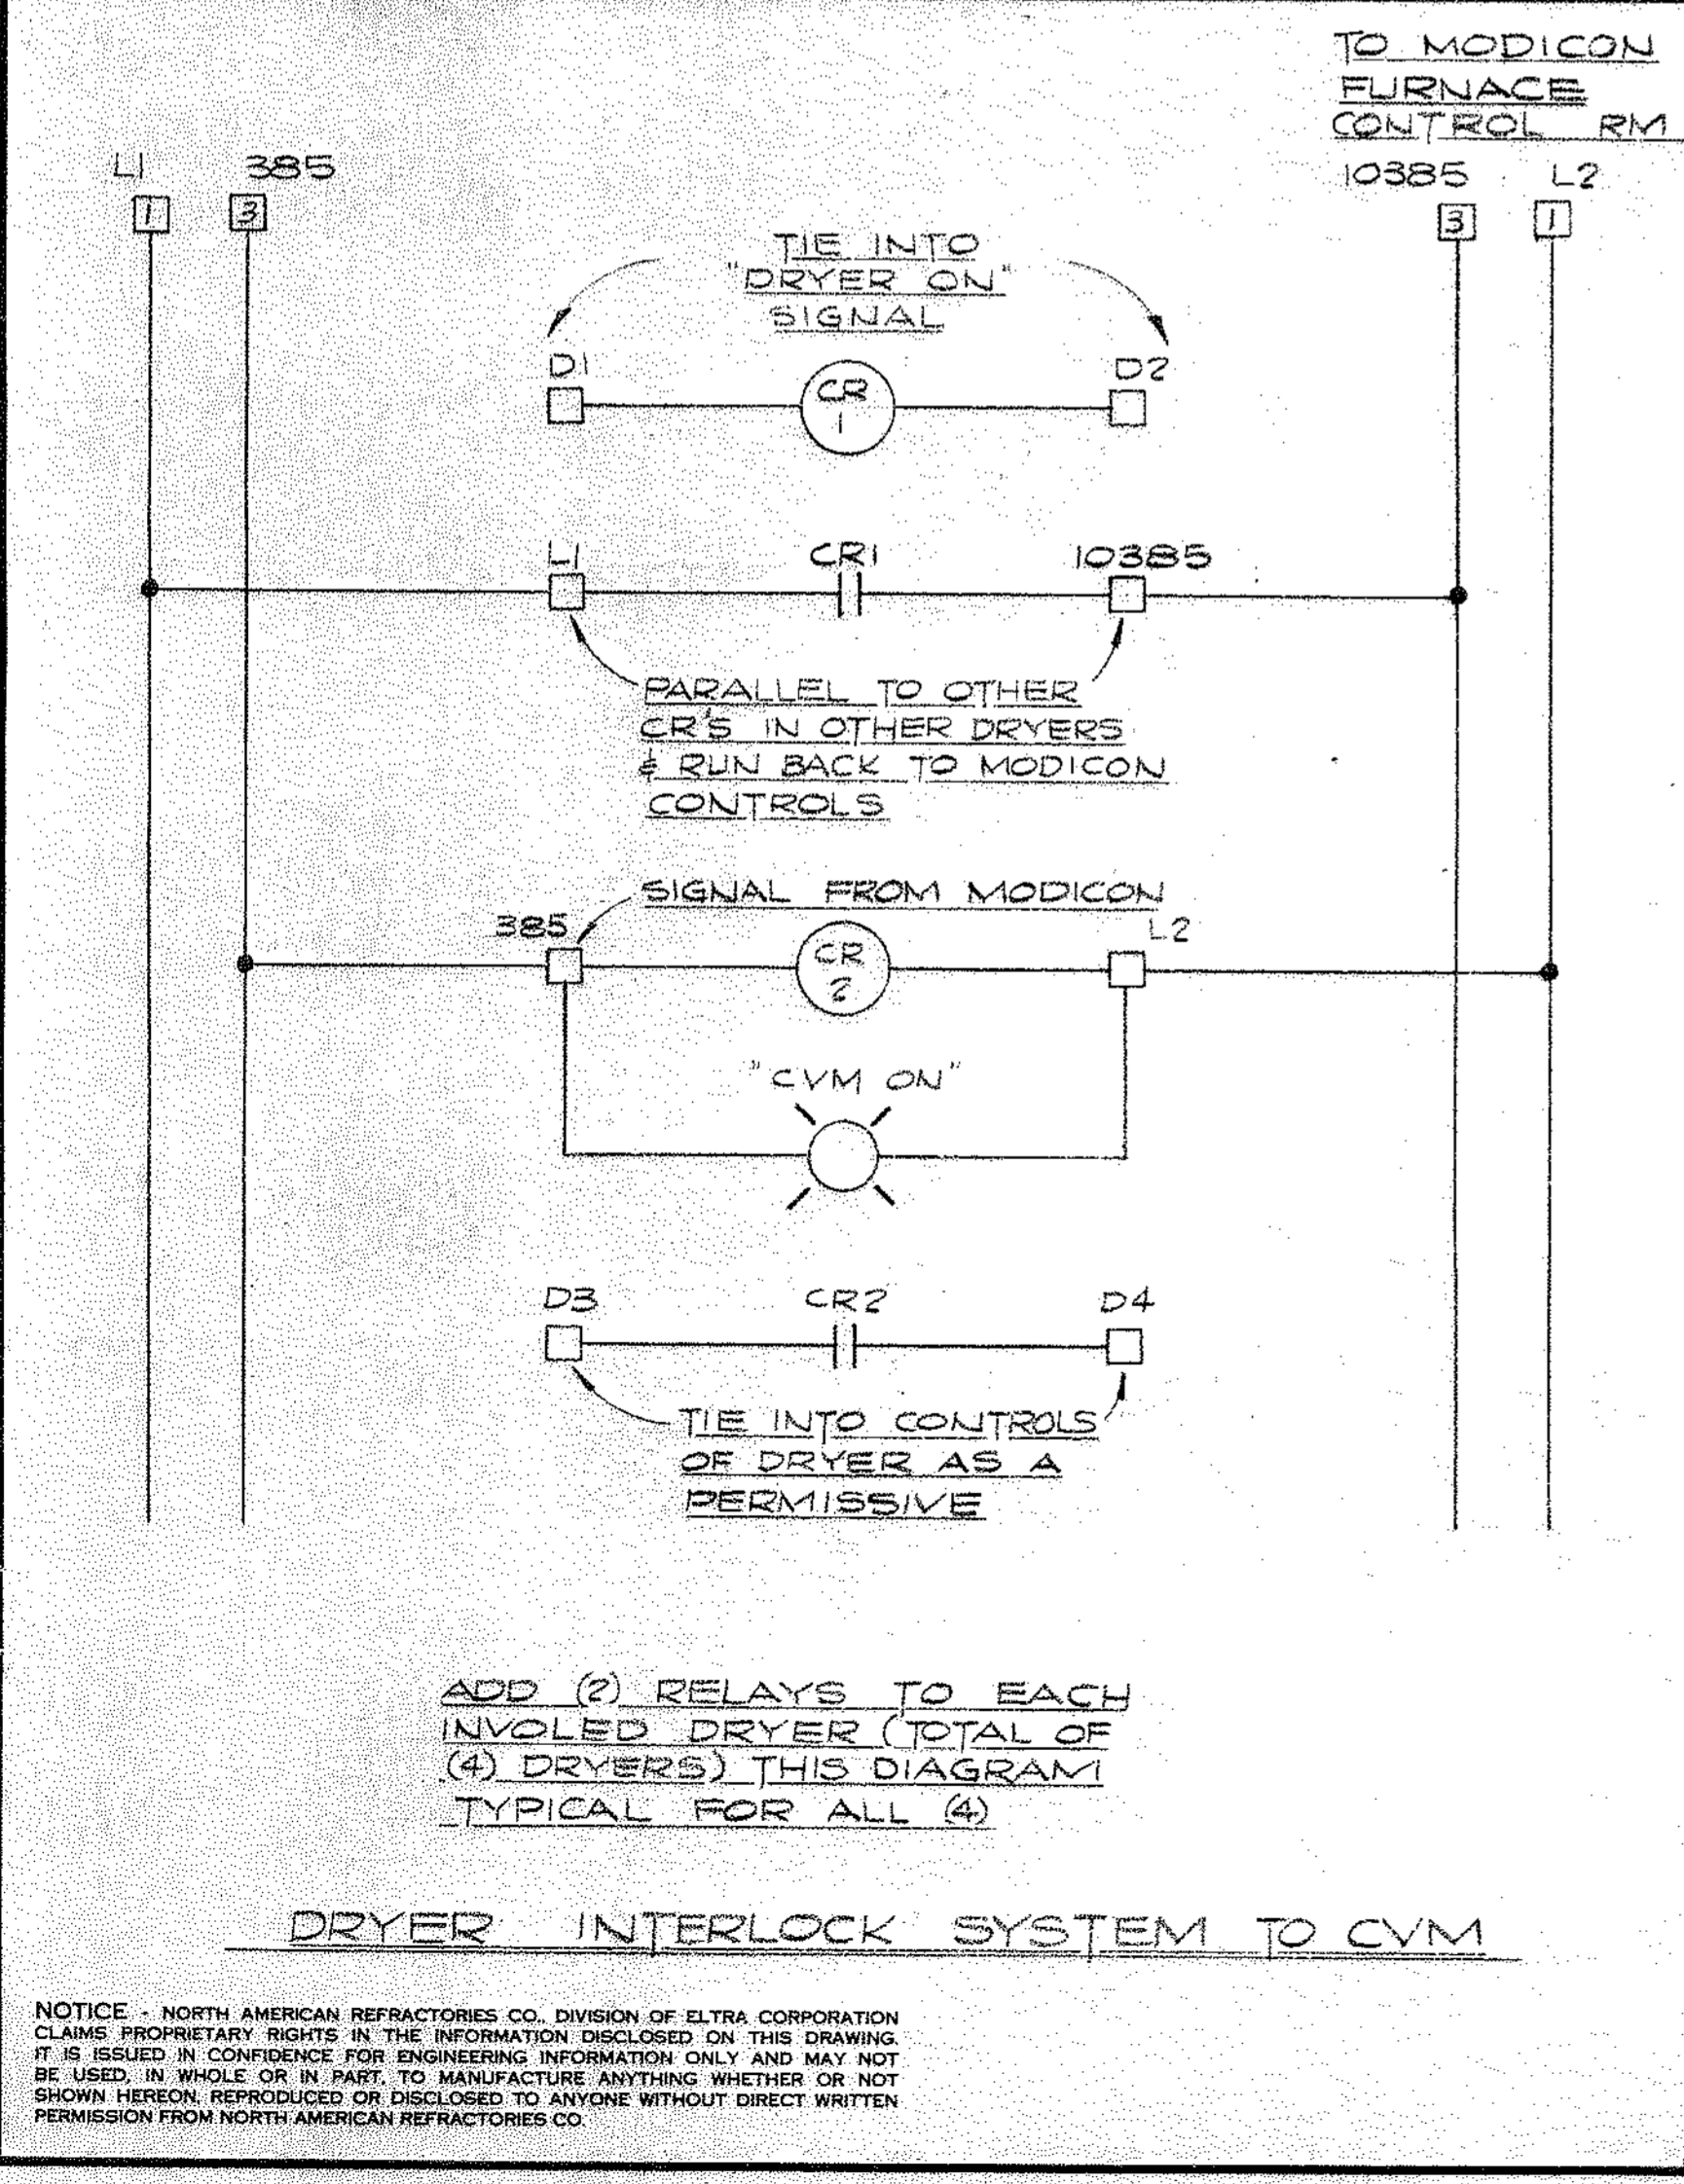 TO MODICON
FURNACE
CONTROL RM
L1 385
10385 L2
1 3
3 1
TIE INTO
"DRYER ON"
SIGNAL
D1
D2
CR
1
L1
CR1
10385
PARALLEL TO OTHER
CR'S IN OTHER DRYERS
& RUN BACK TO MODICON
CONTROLS
SIGNAL FROM MODICON
385
L2
CR
2
"CVM ON"
D3
CR2
D4
TIE INTO CONTROLS
OF DRYER AS A
PERMISSIVE
ADD (2) RELAYS TO EACH
INVOLED DRYER (TOTAL OF
(4) DRYERS) THIS DIAGRAM
TYPICAL FOR ALL (4)
DRYER INTERLOCK SYSTEM TO CVM
NOTICE - NORTH AMERICAN REFRACTORIES CO., DIVISION OF ELTRA CORPORATION
CLAIMS PROPRIETARY RIGHTS IN THE INFORMATION DISCLOSED ON THIS DRAWING.
IT IS ISSUED IN CONFIDENCE FOR ENGINEERING INFORMATION ONLY AND MAY NOT
BE USED, IN WHOLE OR IN PART, TO MANUFACTURE ANYTHING WHETHER OR NOT
SHOWN HEREON, REPRODUCED OR DISCLOSED TO ANYONE WITHOUT DIRECT WRITTEN
PERMISSION FROM NORTH AMERICAN REFRACTORIES CO.